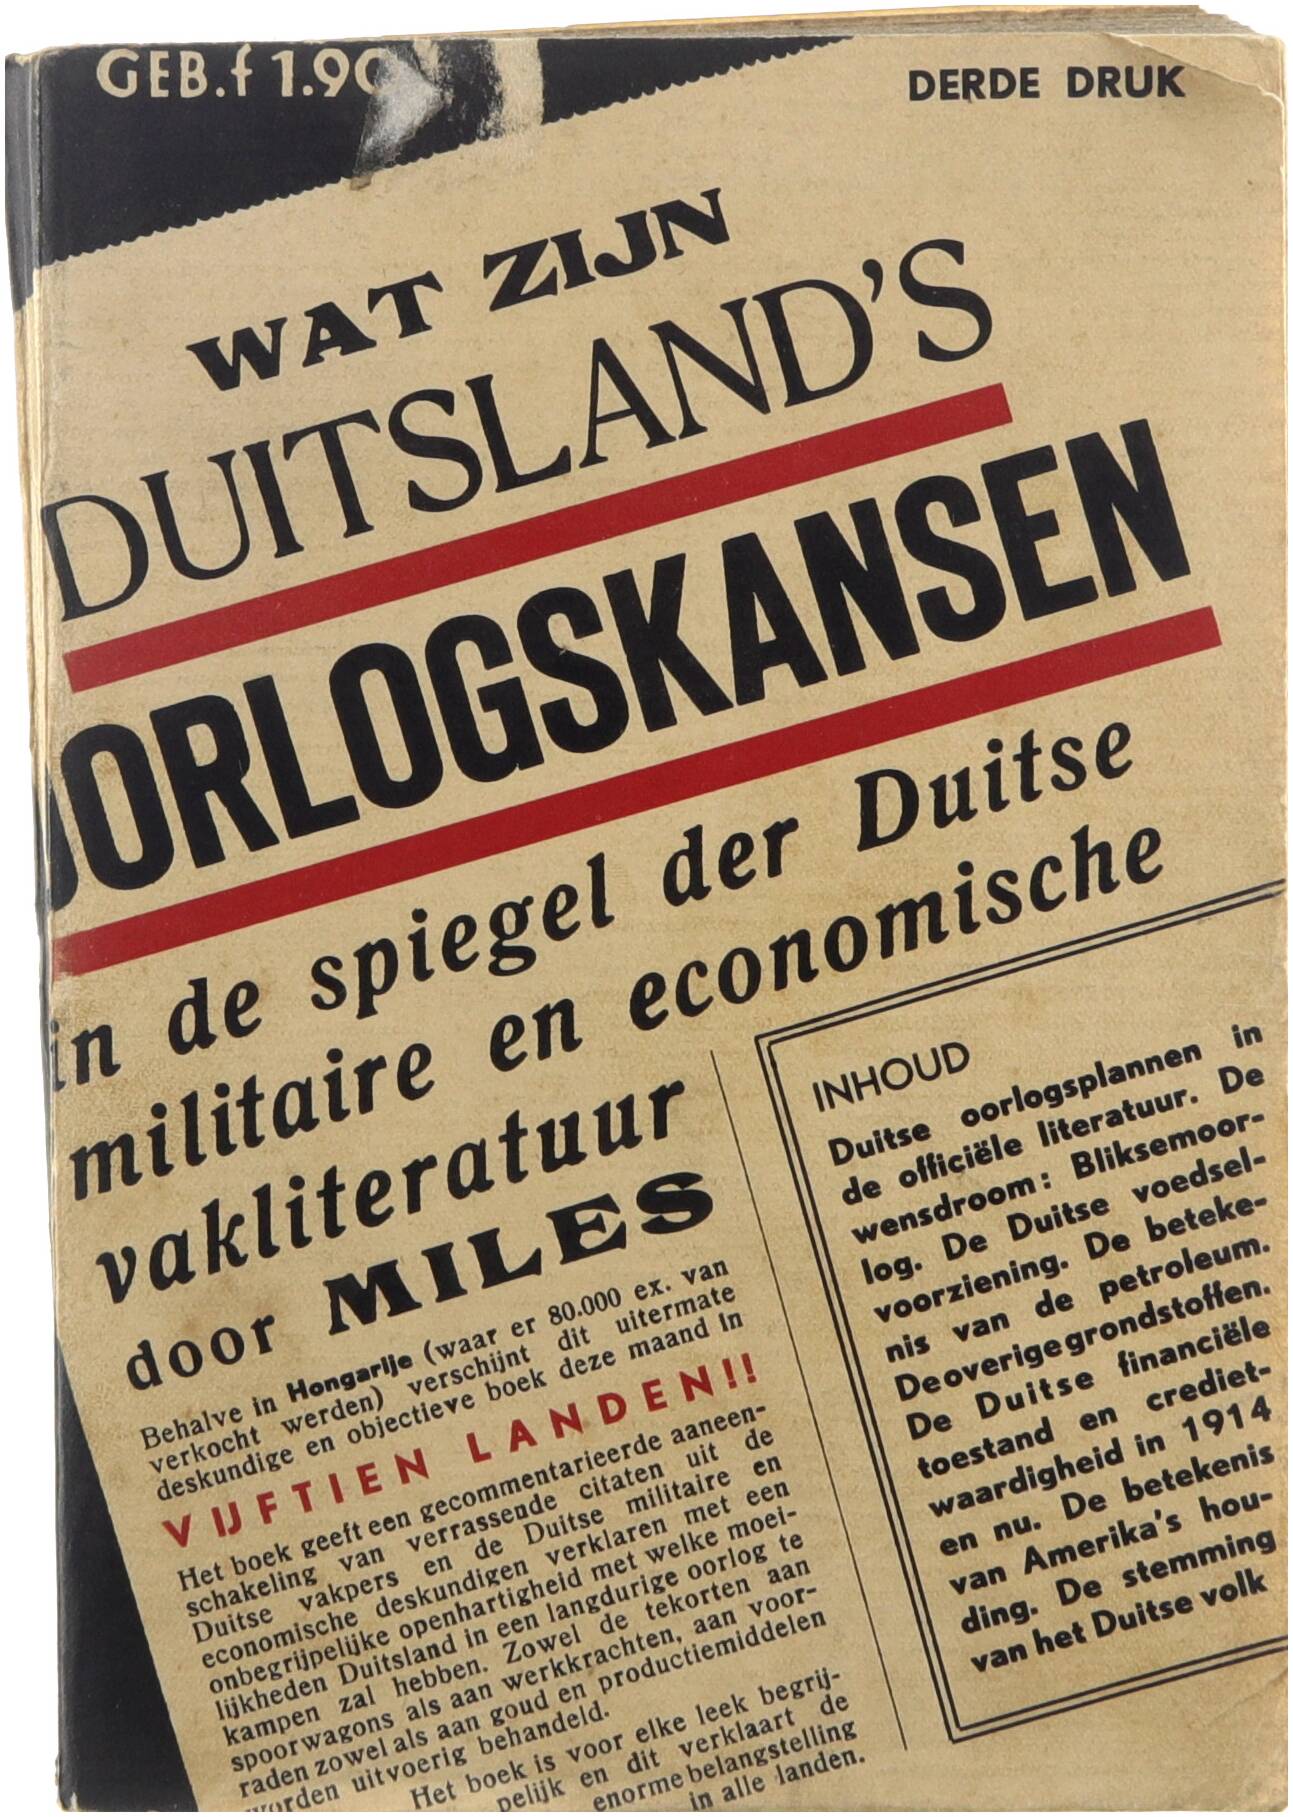 GEB. f 1.90
DERDE DRUK
WAT ZIJN
DUITSLAND'S
OORLOGSKANSEN
in de spiegel der Duitse
militaire en economische
vakliteratuur
door MILES
Behalve in Hongarije (waar er 80.000 ex. van
verkocht werden) verschijnt dit uitermate
deskundige en objectieve boek deze maand in
VIJFTIEN LANDEN!!
Het boek geeft een gecommentarieerde aaneen-
schakeling van verrassende citaten uit de
Duitse vakpers en de Duitse militaire en
economische deskundigen verklaren met een
onbegrijpelijke openhartigheid met welke moei-
lijkheden Duitsland in een langdurige oorlog te
kampen zal hebben. Zowel de tekorten aan
spoorwagons als aan werkkrachten, aan voor-
raden zowel als aan goud en productiemiddelen
worden uitvoerig behandeld.
Het boek is voor elke leek begrij-
pelijk en dit verklaart de
enorme belangstelling
in alle landen.
INHOUD
Duitse oorlogsplannen in
de officiële literatuur. De
wensdroom: Bliksemoor-
log. De Duitse voedsel-
voorziening. De beteke-
nis van de petroleum.
De overige grondstoffen.
De Duitse financiële
toestand en crediet-
waardigheid in 1914
en nu. De betekenis
van Amerika's hou-
ding. De stemming
van het Duitse volk